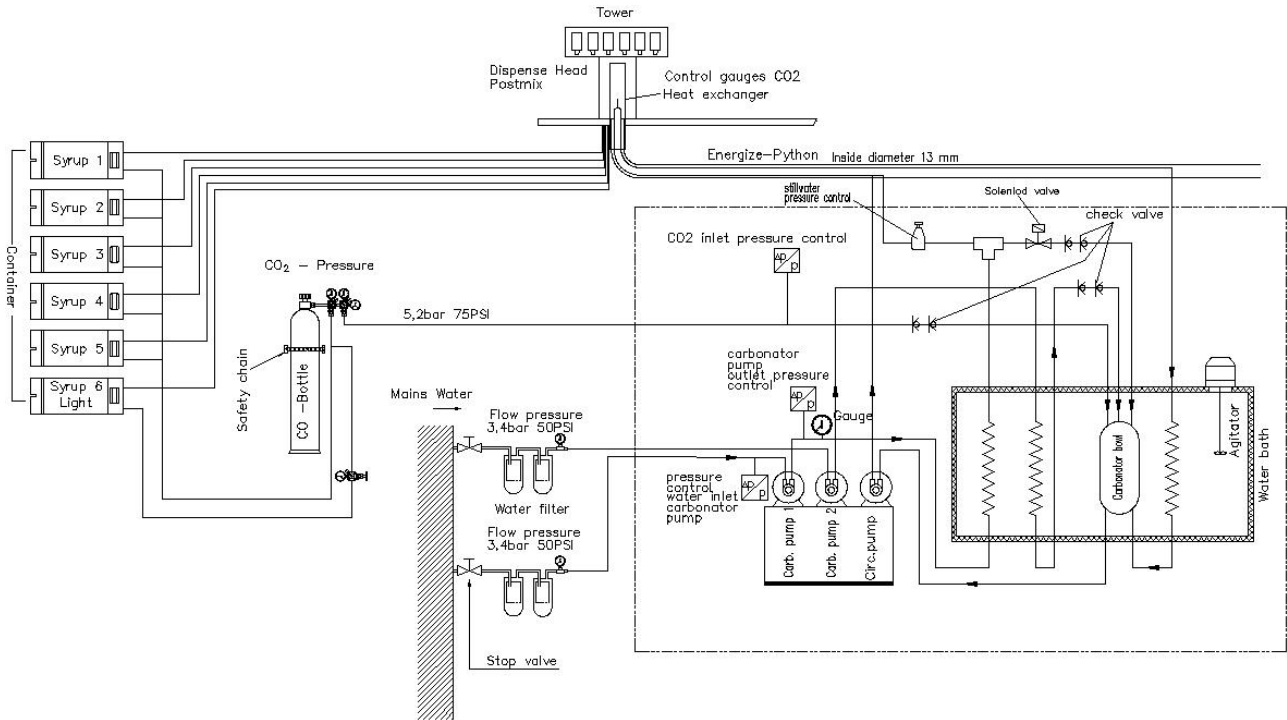 Tower
Dispense Head
Postmix
Control gauges CO2
Heat exchanger
Energize-Python
Inside diameter 13 mm
Container
Syrup 1
Syrup 2
Syrup 3
Syrup 4
Syrup 5
Syrup 6
Light
CO₂ - Pressure
5,2bar 75PSI
Safety chain
CO -Bottle
stillwater
pressure control
Soleniod valve
check valve
CO2 inlet pressure control
Δp
p
carbonator
pump
outlet pressure
control
Δp
p
Gauge
Mains Water
Flow pressure
3,4bar 50PSI
Water filter
Flow pressure
3,4bar 50PSI
Stop valve
pressure
control
water inlet
carbonator
pump
Δp
p
Carb. pump 1
Carb. pump 2
Circ.pump
Carbonator bowl
Agitator
Water bath